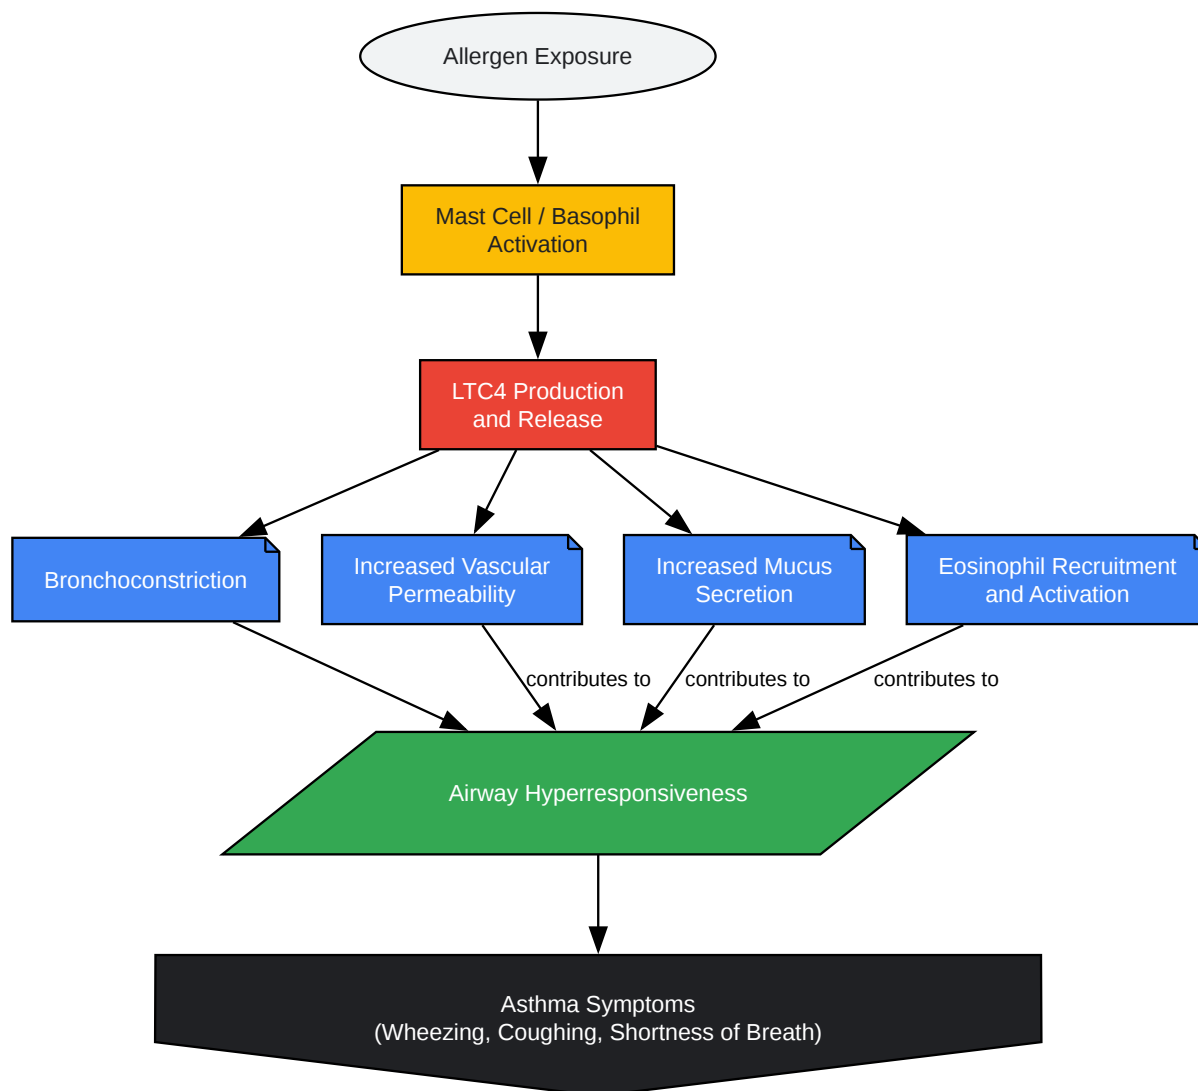 Allergen Exposure
Mast Cell / Basophil
Activation
LTC4 Production
and Release
Bronchoconstriction
Increased Vascular
Permeability
Increased Mucus
Secretion
Eosinophil Recruitment
and Activation
contributes to
contributes to
contributes to
Airway Hyperresponsiveness
Asthma Symptoms
(Wheezing, Coughing, Shortness of Breath)